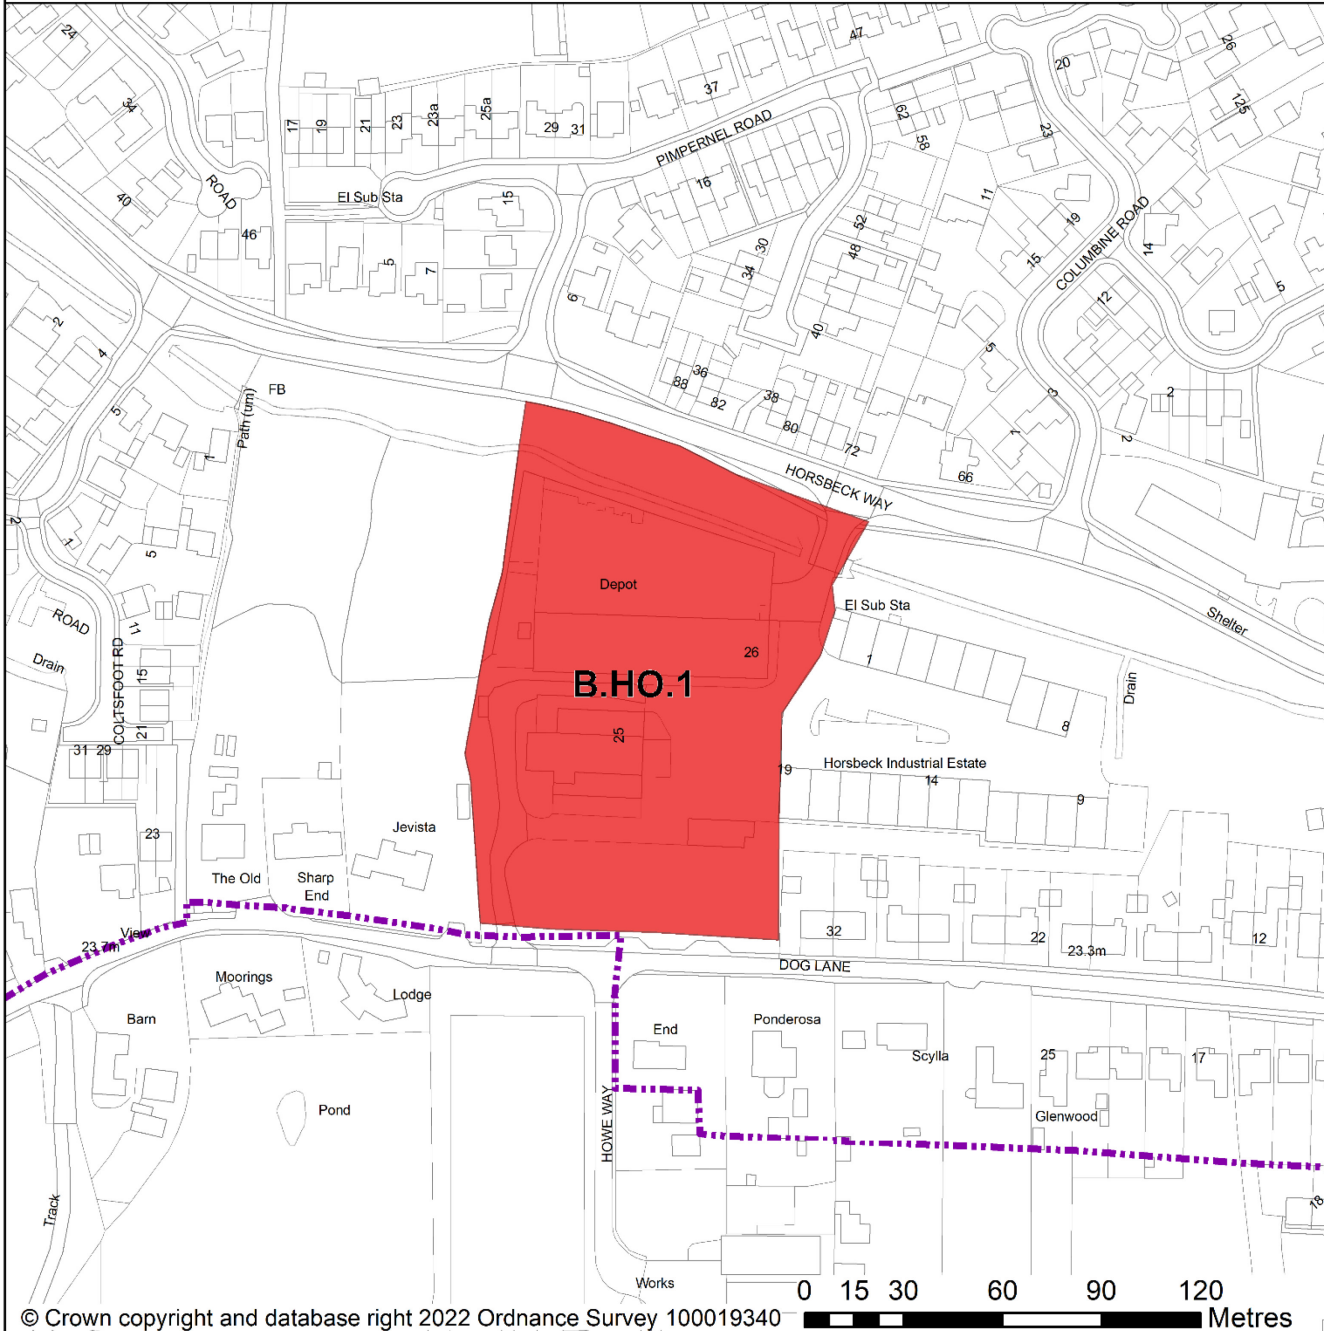 24
34
40
ROAD
46
17
19
21
23
23a
25a
29
31
37
47
El Sub Sta
15
5
7
PIMPERNEL ROAD
16
62
58
20
26
125
23
11
19
15
COLUMBINE ROAD
14
12
5
30
34
52
48
40
6
2
4
5
1
FB
Path (um)
88
36
82
38
80
72
66
5
3
1
2
2
HORSBECK WAY
Shelter
2
1
5
ROAD
Drain
COLTSFOOT RD
11
15
21
31
29
23
Depot
26
B.HO.1
25
El Sub Sta
1
8
Drain
Horsbeck Industrial Estate
19
14
9
Jevista
The Old
Sharp
End
View
23.7m
32
22
23.3m
12
DOG LANE
Moorings
Lodge
Barn
Pond
Track
End
Ponderosa
Scylla
25
17
Glenwood
HOWE WAY
18
Works
0 15 30 60 90 120
Metres
© Crown copyright and database right 2022 Ordnance Survey 100019340